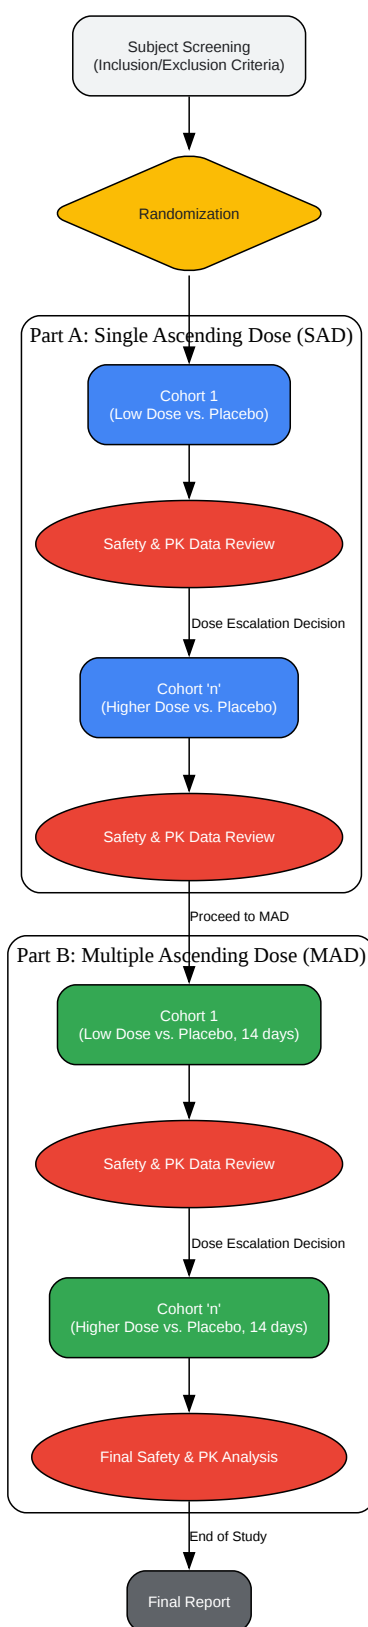 Subject Screening
(Inclusion/Exclusion Criteria)
Randomization
Part A: Single Ascending Dose (SAD)
Cohort 1
(Low Dose vs. Placebo)
Safety & PK Data Review
Dose Escalation Decision
Cohort 'n'
(Higher Dose vs. Placebo)
Safety & PK Data Review
Proceed to MAD
Part B: Multiple Ascending Dose (MAD)
Cohort 1
(Low Dose vs. Placebo, 14 days)
Safety & PK Data Review
Dose Escalation Decision
Cohort 'n'
(Higher Dose vs. Placebo, 14 days)
Final Safety & PK Analysis
End of Study
Final Report